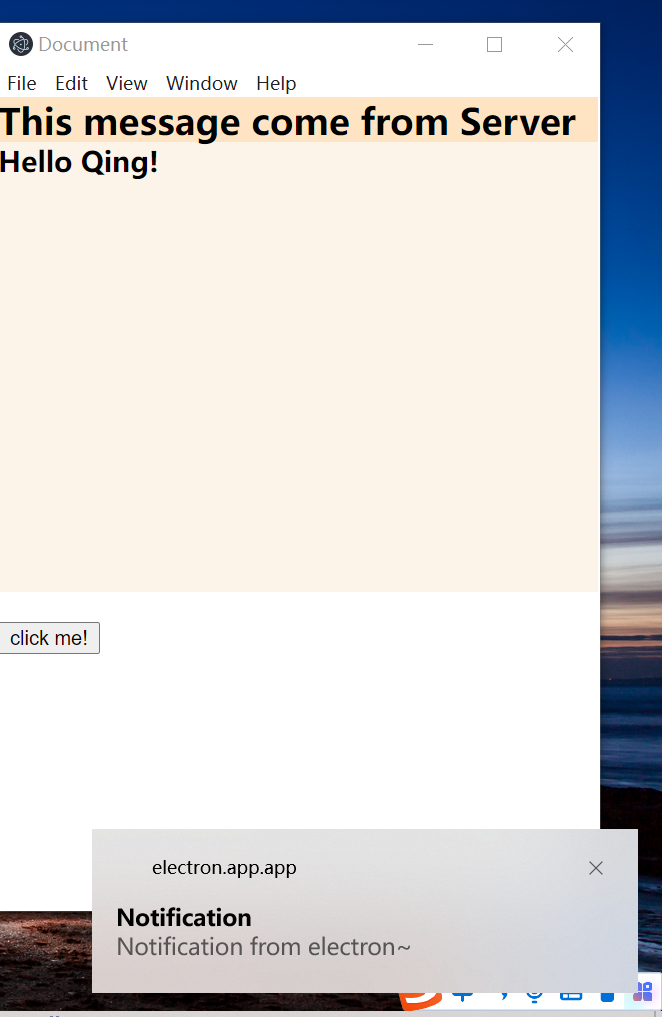 Document
File Edit View Window Help
This message come from Server
Hello Qing!
click me!
electron.app.app
Notification
Notification from electron~